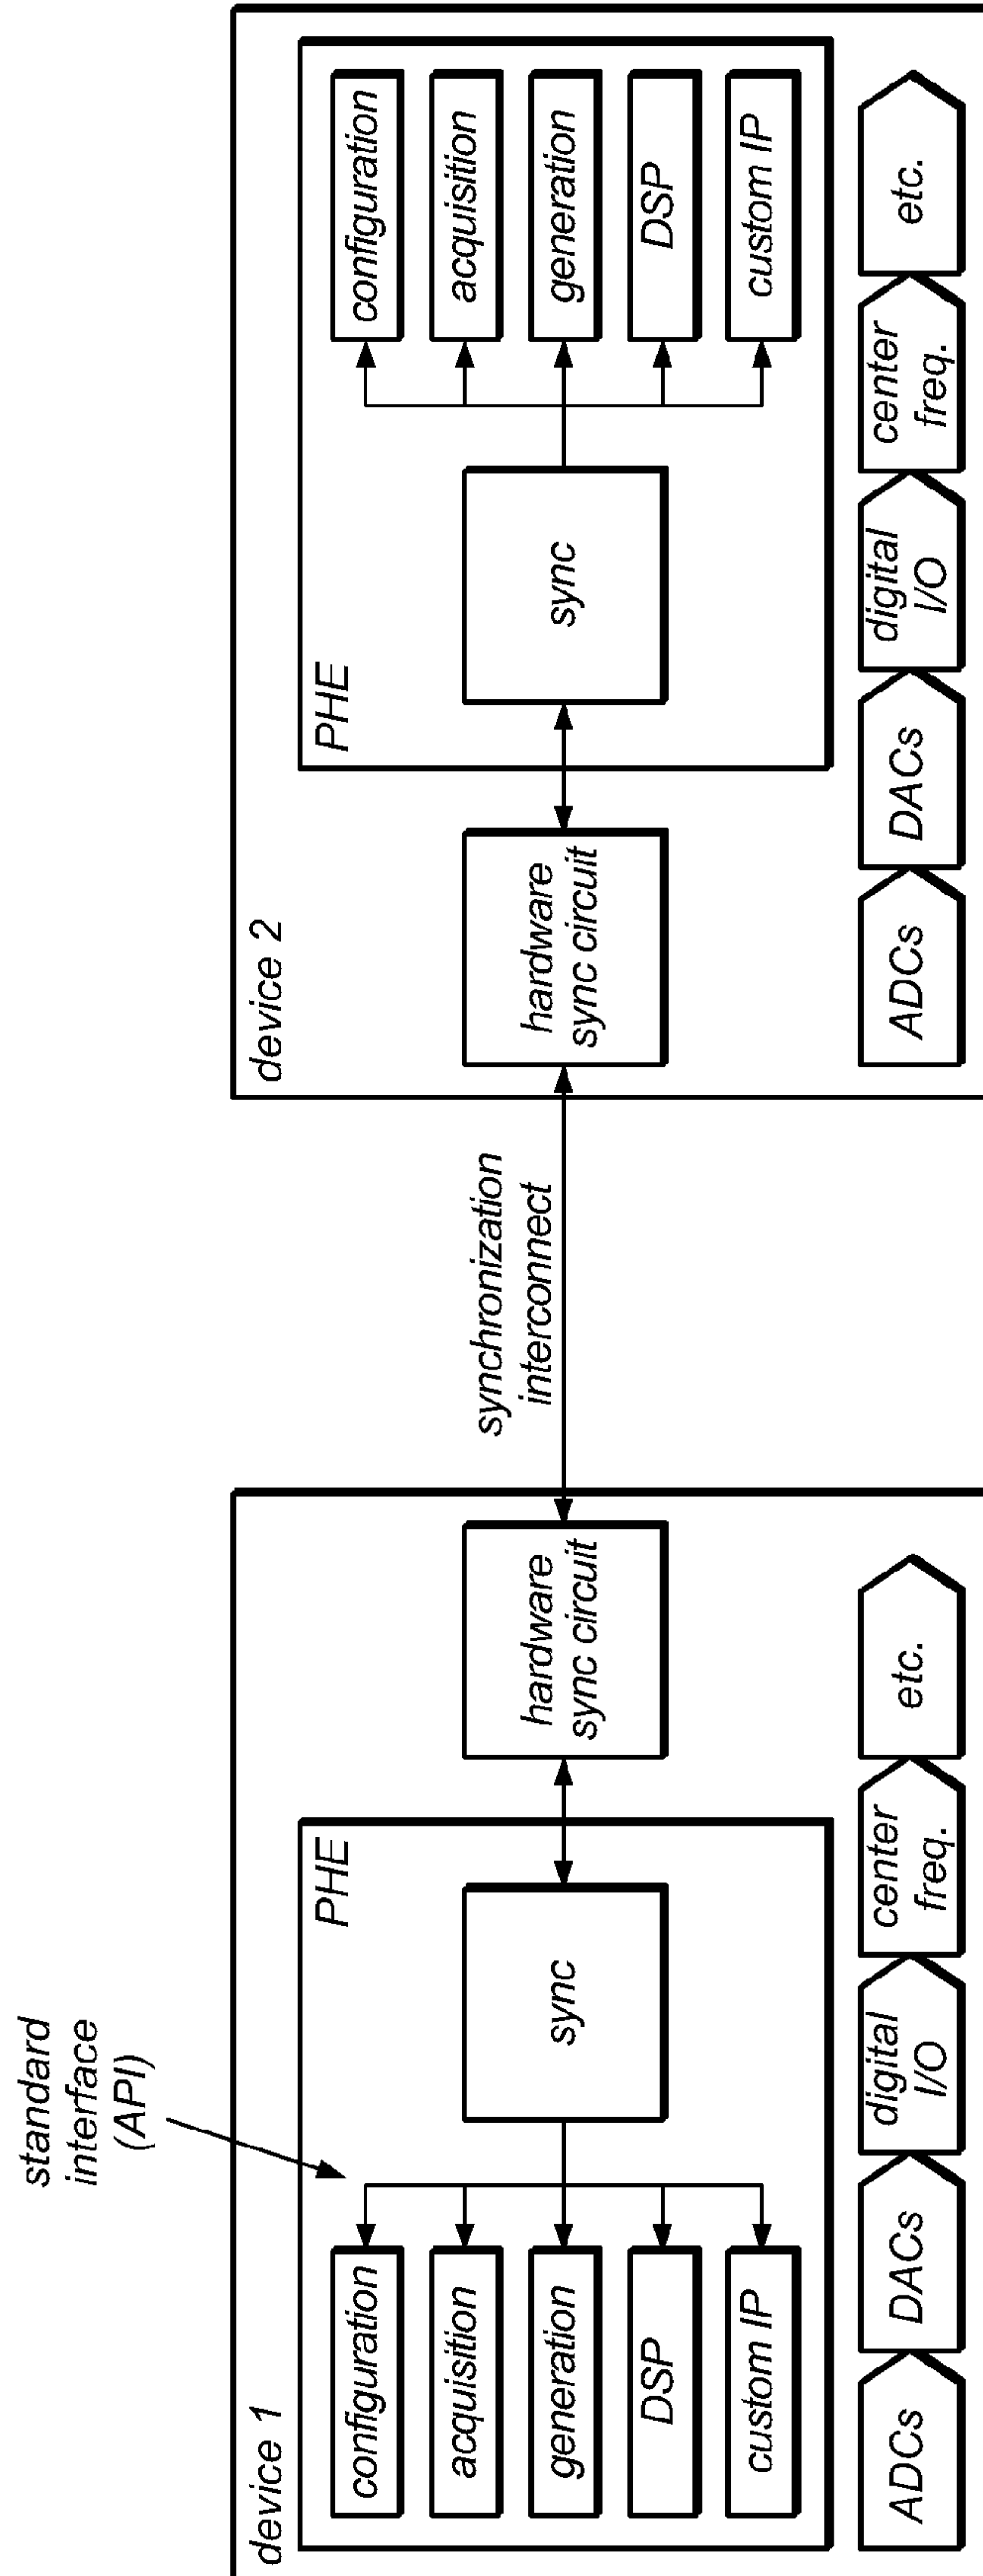 standard
interface
(API)
device 1
PHE
configuration
acquisition
generation
DSP
custom IP
sync
hardware
sync circuit
ADCs
DACs
digital
I/O
center
freq.
etc.
synchronization
interconnect
device 2
hardware
sync circuit
PHE
sync
configuration
acquisition
generation
DSP
custom IP
ADCs
DACs
digital
I/O
center
freq.
etc.